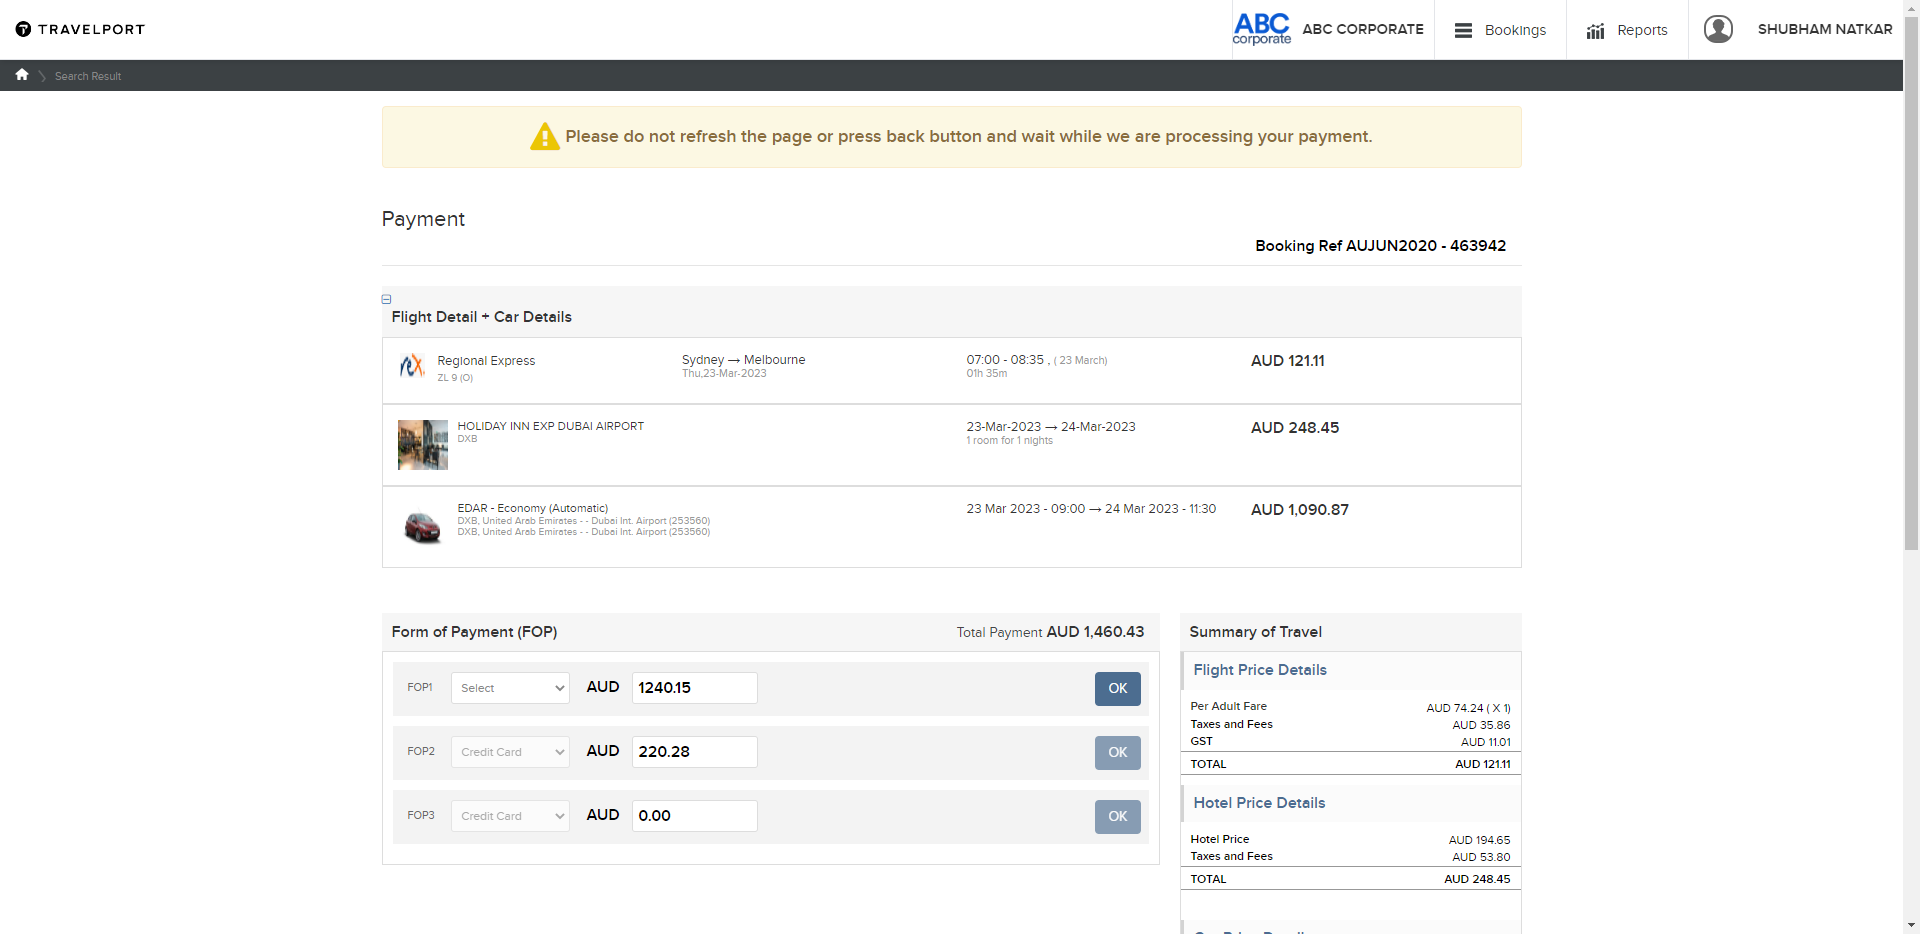 TRAVELPORT
ABC
corporate
ABC CORPORATE
Bookings
Reports
SHUBHAM NATKAR
Search Result
Please do not refresh the page or press back button and wait while we are processing your payment.
Payment
Booking Ref AUJUN2020 - 463942
Flight Detail + Car Details
Regional Express
ZL 9 (O)
Sydney → Melbourne
Thu,23-Mar-2023
07:00 - 08:35 , ( 23 March)
01h 35m
AUD 121.11
HOLIDAY INN EXP DUBAI AIRPORT
DXB
23-Mar-2023 → 24-Mar-2023
1 room for 1 nights
AUD 248.45
EDAR - Economy (Automatic)
DXB, United Arab Emirates - - Dubai Int. Airport (253560)
DXB, United Arab Emirates - - Dubai Int. Airport (253560)
23 Mar 2023 - 09:00 → 24 Mar 2023 - 11:30
AUD 1,090.87
Form of Payment (FOP)
Total Payment AUD 1,460.43
FOP1 Select AUD 1240.15 OK
FOP2 Credit Card AUD 220.28 OK
FOP3 Credit Card AUD 0.00 OK
Summary of Travel
Flight Price Details
Per Adult Fare AUD 74.24 ( X 1)
Taxes and Fees AUD 35.86
GST AUD 11.01
TOTAL AUD 121.11
Hotel Price Details
Hotel Price AUD 194.65
Taxes and Fees AUD 53.80
TOTAL AUD 248.45